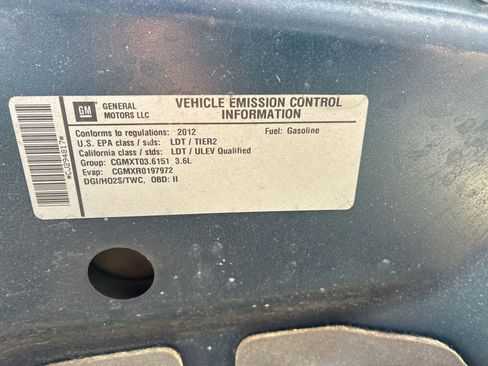 GM
GENERAL
MOTORS LLC
VEHICLE EMISSION CONTROL
INFORMATION
Conforms to regulations: 2012 Fuel: Gasoline
U.S. EPA class / stds: LDT / TIER2
California class / stds: LDT / ULEV Qualified
Group: CGMXT03.6151 3.6L
Evap: CGMXR0197972
DGI/HO2S/TWC, OBD: II
*CJ294817*